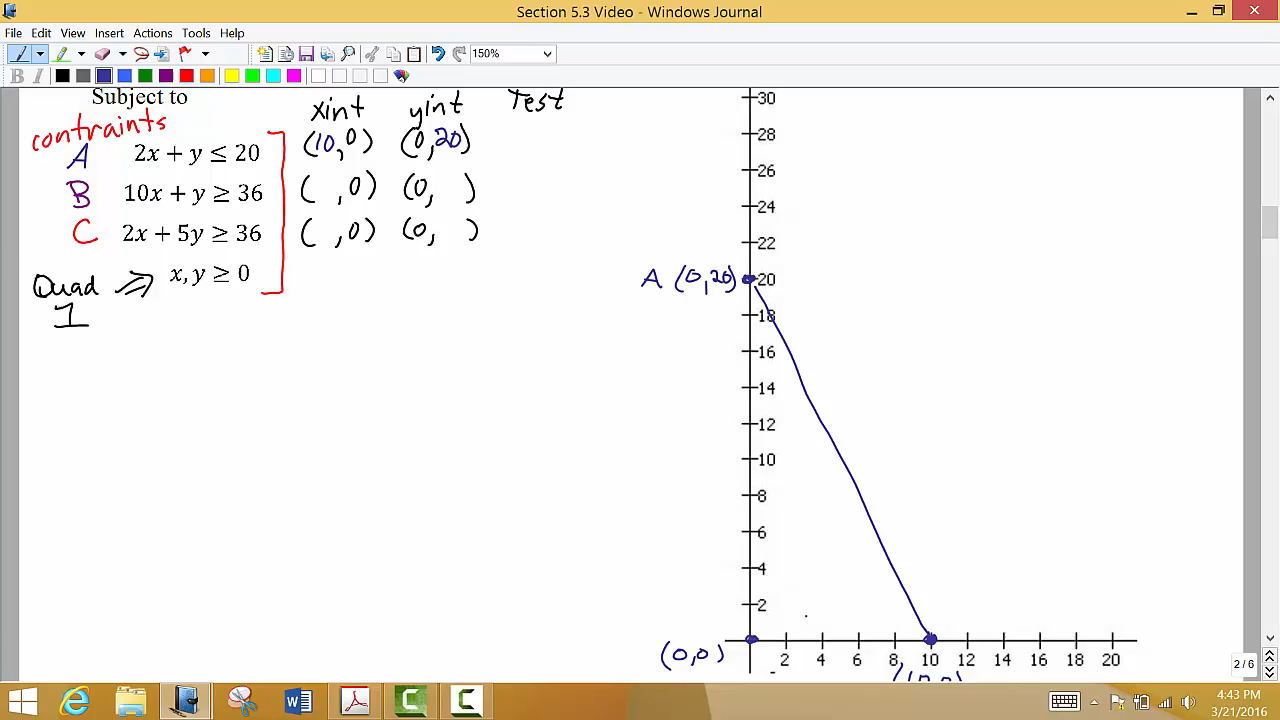 Section 5.3 Video - Windows Journal
File Edit View Insert Actions Tools Help
150%
B I
Subject to
contraints
xint yint Test
A 2x + y ≤ 20 (10,0) (0,20)
B 10x + y ≥ 36 ( ,0) (0, )
C 2x + 5y ≥ 36 ( ,0) (0, )
Quad ⇒ x, y ≥ 0
1
30
28
26
24
22
A (0,20) 20
18
16
14
12
10
8
6
4
2
(0,0) 2 4 6 8 10 12 14 16 18 20
(10,0)
2 / 6
4:43 PM
3/21/2016